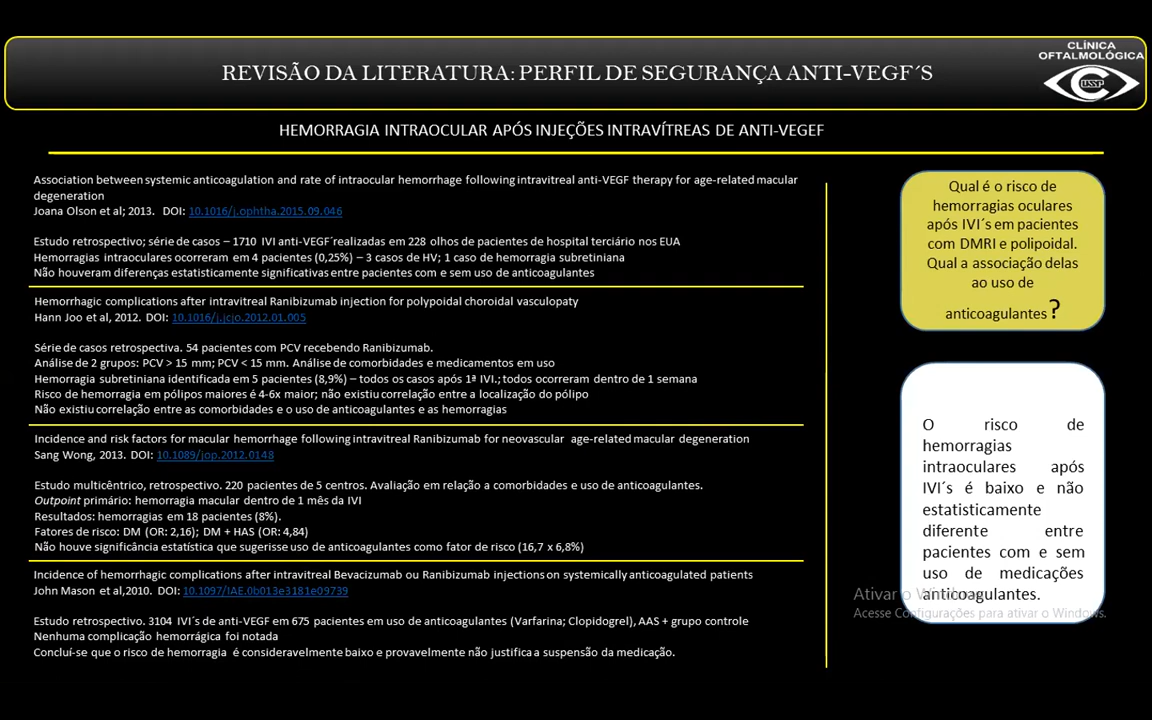 REVISÃO DA LITERATURA: PERFIL DE SEGURANÇA ANTI-VEGF´S
CLÍNICA
OFTALMOLÓGICA
USSP
HEMORRAGIA INTRAOCULAR APÓS INJEÇÕES INTRAVÍTREAS DE ANTI-VEGEF
Association between systemic anticoagulation and rate of intraocular hemorrhage following intravitreal anti-VEGF therapy for age-related macular
degeneration
Joana Olson et al; 2013. DOI: 10.1016/j.ophtha.2015.09.046
Estudo retrospectivo; série de casos – 1710 IVI anti-VEGF´realizadas em 228 olhos de pacientes de hospital terciário nos EUA
Hemorragias intraoculares ocorreram em 4 pacientes (0,25%) – 3 casos de HV; 1 caso de hemorragia subretiniana
Não houveram diferenças estatisticamente significativas entre pacientes com e sem uso de anticoagulantes
Hemorrhagic complications after intravitreal Ranibizumab injection for polypoidal choroidal vasculopaty
Hann Joo et al, 2012. DOI: 10.1016/j.jcjo.2012.01.005
Série de casos retrospectiva. 54 pacientes com PCV recebendo Ranibizumab.
Análise de 2 grupos: PCV > 15 mm; PCV < 15 mm. Análise de comorbidades e medicamentos em uso
Hemorragia subretiniana identificada em 5 pacientes (8,9%) – todos os casos após 1ª IVI.; todos ocorreram dentro de 1 semana
Risco de hemorragia em pólipos maiores é 4-6x maior; não existiu correlação entre a localização do pólipo
Não existiu correlação entre as comorbidades e o uso de anticoagulantes e as hemorragias
Incidence and risk factors for macular hemorrhage following intravitreal Ranibizumab for neovascular age-related macular degeneration
Sang Wong, 2013. DOI: 10.1089/jop.2012.0148
Estudo multicêntrico, retrospectivo. 220 pacientes de 5 centros. Avaliação em relação a comorbidades e uso de anticoagulantes.
Outpoint primário: hemorragia macular dentro de 1 mês da IVI
Resultados: hemorragias em 18 pacientes (8%).
Fatores de risco: DM (OR: 2,16); DM + HAS (OR: 4,84)
Não houve significância estatística que sugerisse uso de anticoagulantes como fator de risco (16,7 x 6,8%)
Incidence of hemorrhagic complications after intravitreal Bevacizumab ou Ranibizumab injections on systemically anticoagulated patients
John Mason et al,2010. DOI: 10.1097/IAE.0b013e3181e09739
Estudo retrospectivo. 3104 IVI´s de anti-VEGF em 675 pacientes em uso de anticoagulantes (Varfarina; Clopidogrel), AAS + grupo controle
Nenhuma complicação hemorrágica foi notada
Concluí-se que o risco de hemorragia é consideravelmente baixo e provavelmente não justifica a suspensão da medicação.
Qual é o risco de
hemorragias oculares
após IVI´s em pacientes
com DMRI e polipoidal.
Qual a associação delas
ao uso de
anticoagulantes?
O risco de
hemorragias
intraoculares após
IVI´s é baixo e não
estatisticamente
diferente entre
pacientes com e sem
uso de medicações
anticoagulantes.
Ativar o Windows
Acesse Configurações para ativar o Windows.